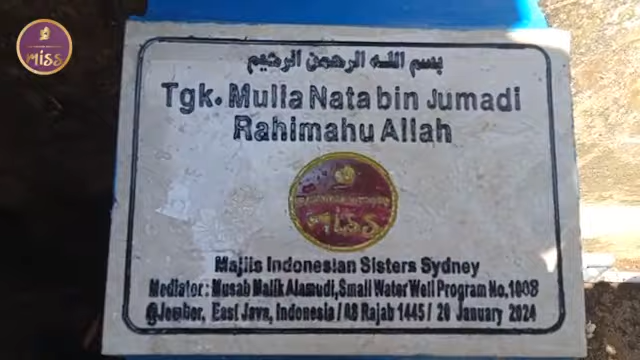 miss
بسم الله الرحمن الرحيم
Tgk. Mulla Nata bin Jumadi
Rahimahu Allah
miss
Majlis Indonesian Sisters Sydney
Mediator : Musab Malik Alamudi, Small Water Well Program No, 1008
@Jember, East Java, Indonesia / 08 Rajab 1445 / 20 January 2024